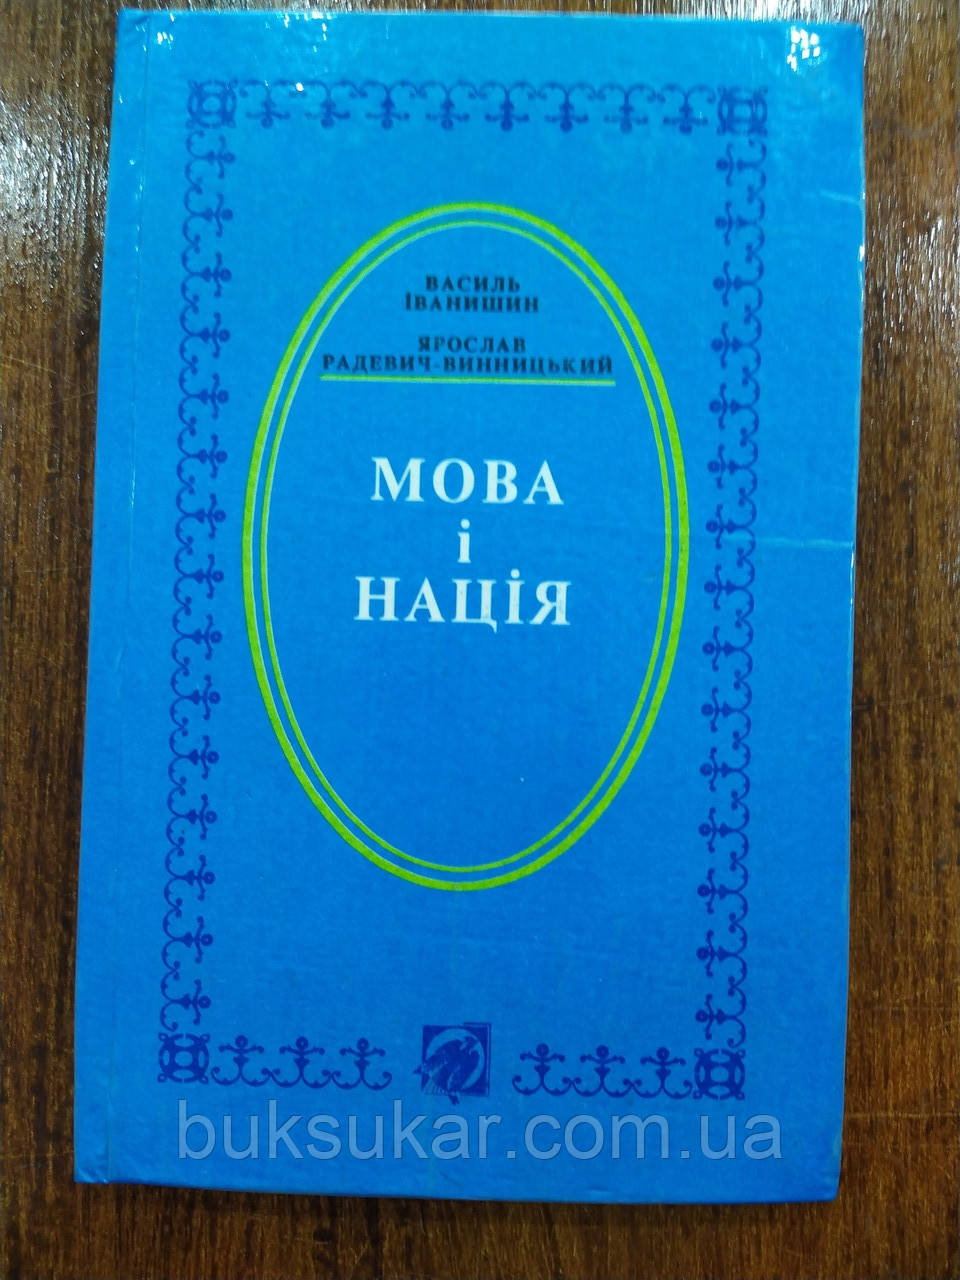 ВАСИЛЬ
ІВАНИШИН
ЯРОСЛАВ
РАДЕВИЧ-ВИННИЦЬКИЙ
МОВА
і
НАЦІЯ
buksukar.com.ua